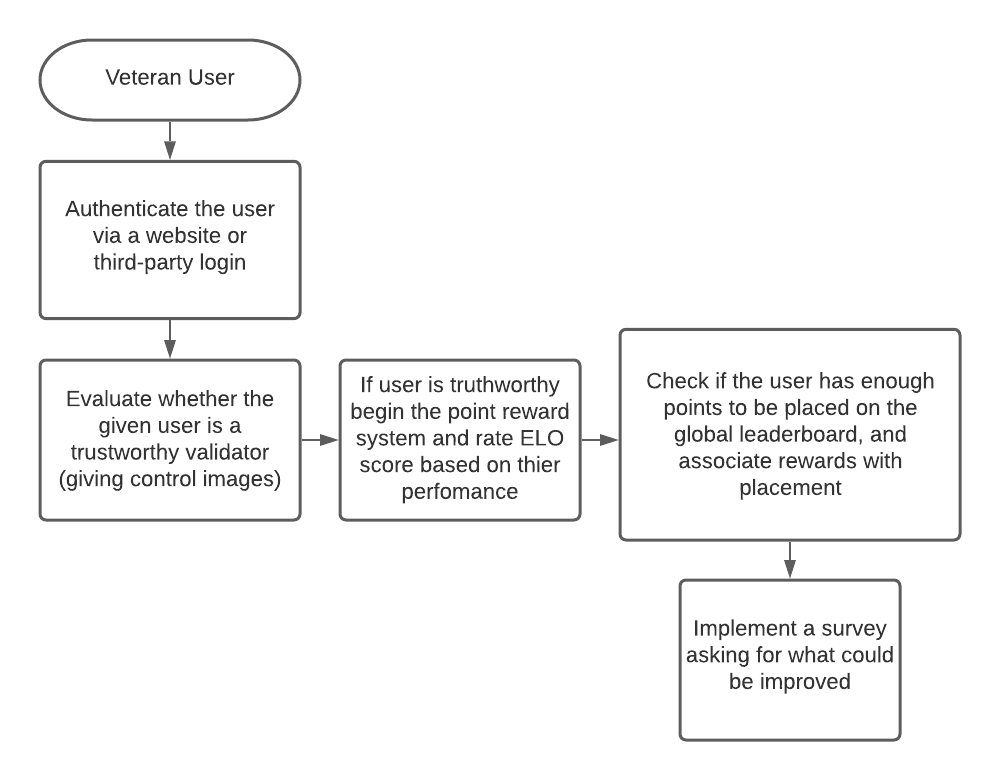 Veteran User
Authenticate the user
via a website or
third-party login
Evaluate whether the
given user is a
trustworthy validator
(giving control images)
If user is truthworthy
begin the point reward
system and rate ELO
score based on thier
perfomance
Check if the user has enough
points to be placed on the
global leaderboard, and
associate rewards with
placement
Implement a survey
asking for what could
be improved